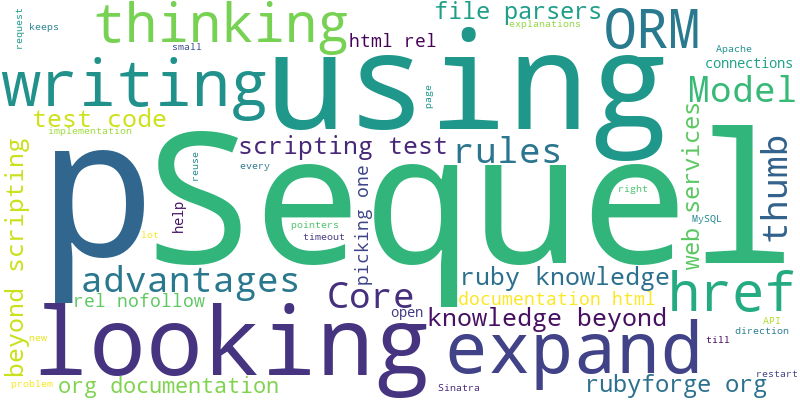 request
keeps
thinking
small
html rel
file parsers
explanations
ORM
Apache
connections
writing
using
page
Model
test code
implementation
scripting test
rules
web services
thumb
beyond scripting
p
Sequel
reuse
every
help
picking one
right
MySQL
pointers
timeout
lot
advantages
ruby knowledge
href
rel nofollow
Core
documentation html
open
knowledge beyond
API
direction
new
looking
expand
till
restart
problem
org documentation
Sinatra
rubyforge org